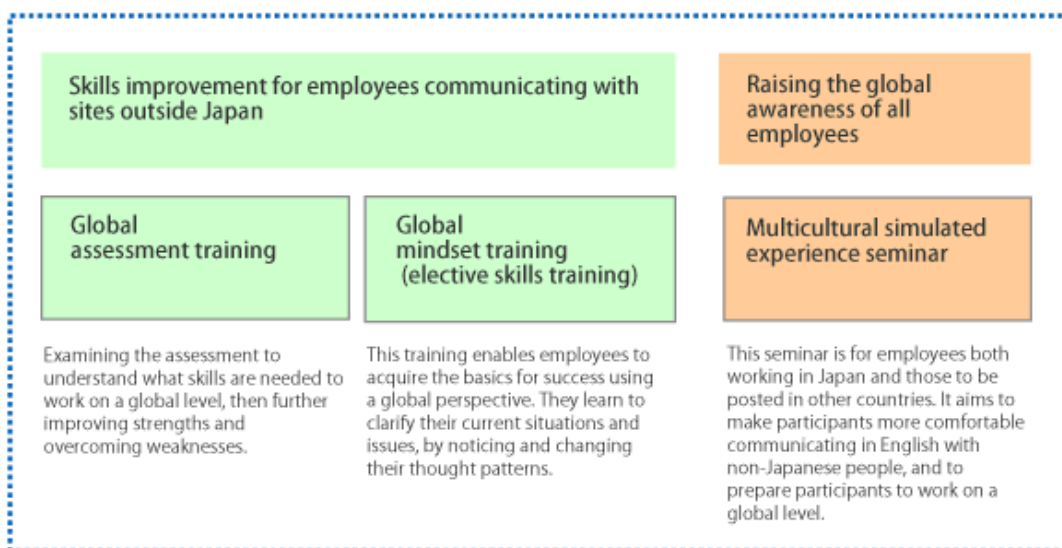 Skills improvement for employees communicating with
sites outside Japan
Raising the global
awareness of all
employees
Global
assessment training
Global
mindset training
(elective skills training)
Multicultural simulated
experience seminar
Examining the assessment to
understand what skills are needed to
work on a global level, then further
improving strengths and
overcoming weaknesses.
This training enables employees to
acquire the basics for success using
a global perspective. They learn to
clarify their current situations and
issues, by noticing and changing
their thought patterns.
This seminar is for employees both
working in Japan and those to be
posted in other countries. It aims to
make participants more comfortable
communicating in English with
non-Japanese people, and to
prepare participants to work on a
global level.